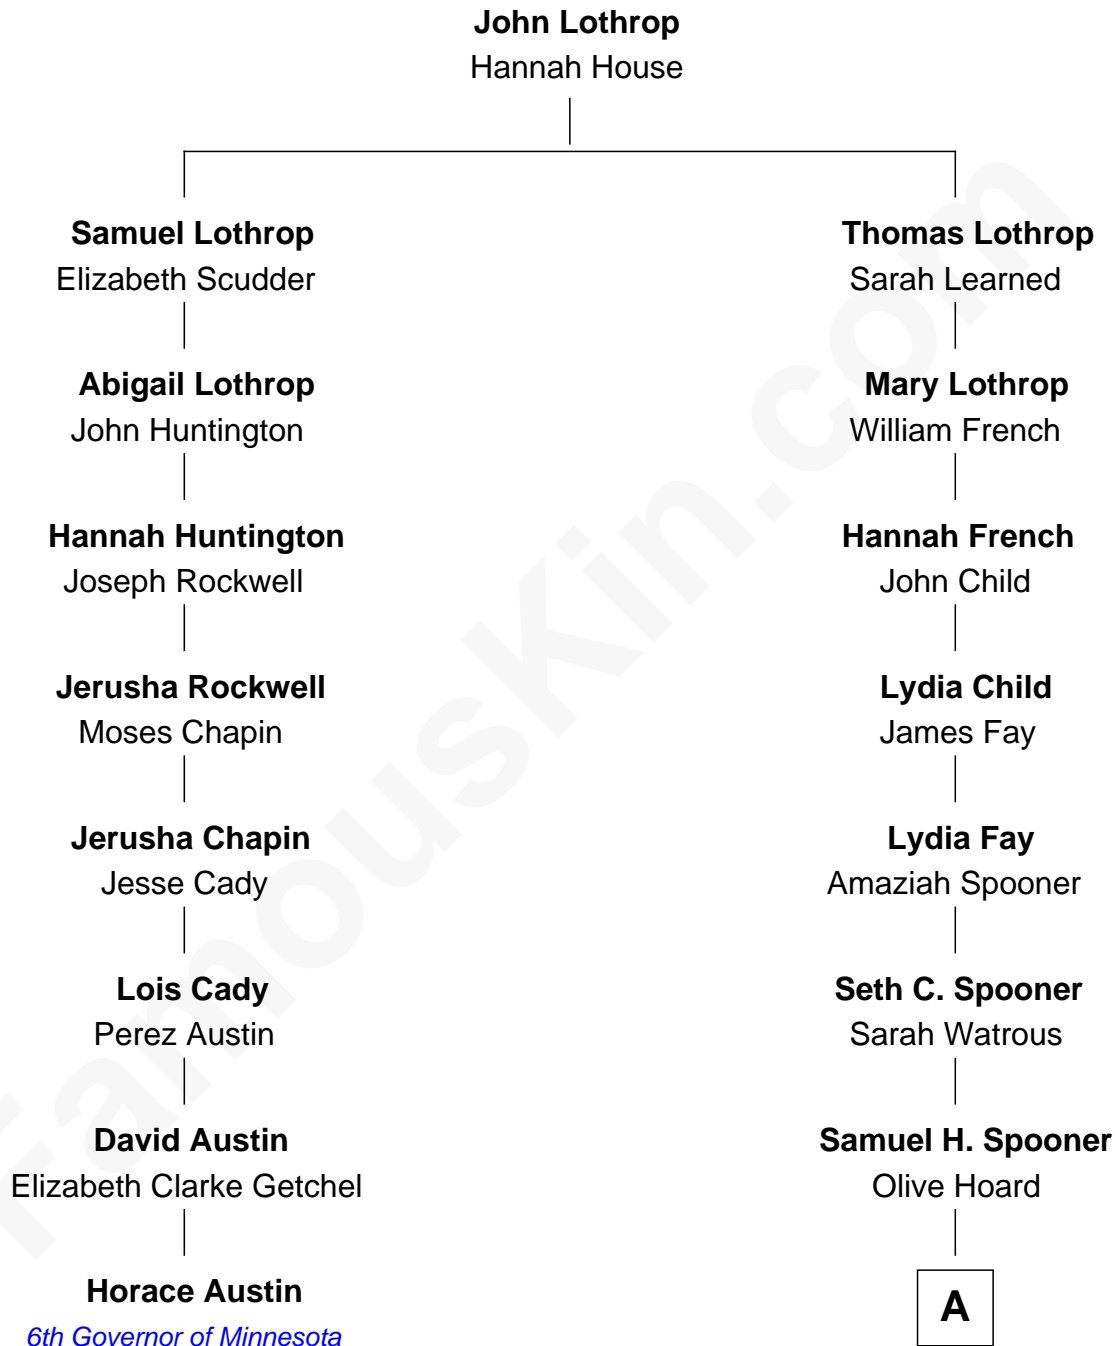 John Lothrop
Hannah House
Samuel Lothrop
Elizabeth Scudder
Thomas Lothrop
Sarah Learned
Abigail Lothrop
John Huntington
Mary Lothrop
William French
Hannah Huntington
Joseph Rockwell
Hannah French
John Child
Jerusha Rockwell
Moses Chapin
Lydia Child
James Fay
Jerusha Chapin
Jesse Cady
Lydia Fay
Amaziah Spooner
Lois Cady
Perez Austin
Seth C. Spooner
Sarah Watrous
David Austin
Elizabeth Clarke Getchel
Samuel H. Spooner
Olive Hoard
Horace Austin
6th Governor of Minnesota
A
FamousKin.com